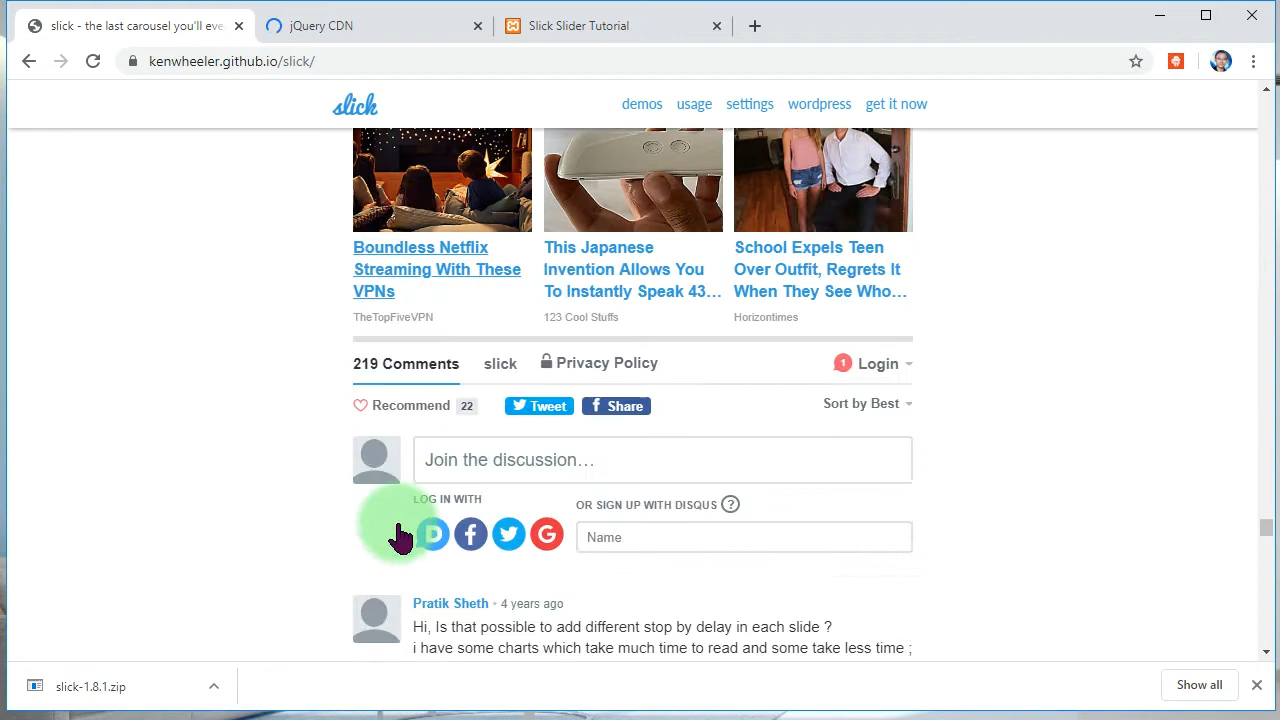 slick - the last carousel you'll eve
jQuery CDN
Slick Slider Tutorial
kenwheeler.github.io/slick/
slick
demos
usage
settings
wordpress
get it now
Boundless Netflix
Streaming With These
VPNs
TheTopFiveVPN
This Japanese
Invention Allows You
To Instantly Speak 43...
123 Cool Stuffs
School Expels Teen
Over Outfit, Regrets It
When They See Who...
Horizontimes
219 Comments
slick
Privacy Policy
1
Login
Recommend
22
Tweet
f Share
Sort by Best
Join the discussion...
LOG IN WITH
OR SIGN UP WITH DISQUS ?
D
f
G
Name
Pratik Sheth • 4 years ago
Hi, Is that possible to add different stop by delay in each slide ?
i have some charts which take much time to read and some take less time ;
slick-1.8.1.zip
Show all